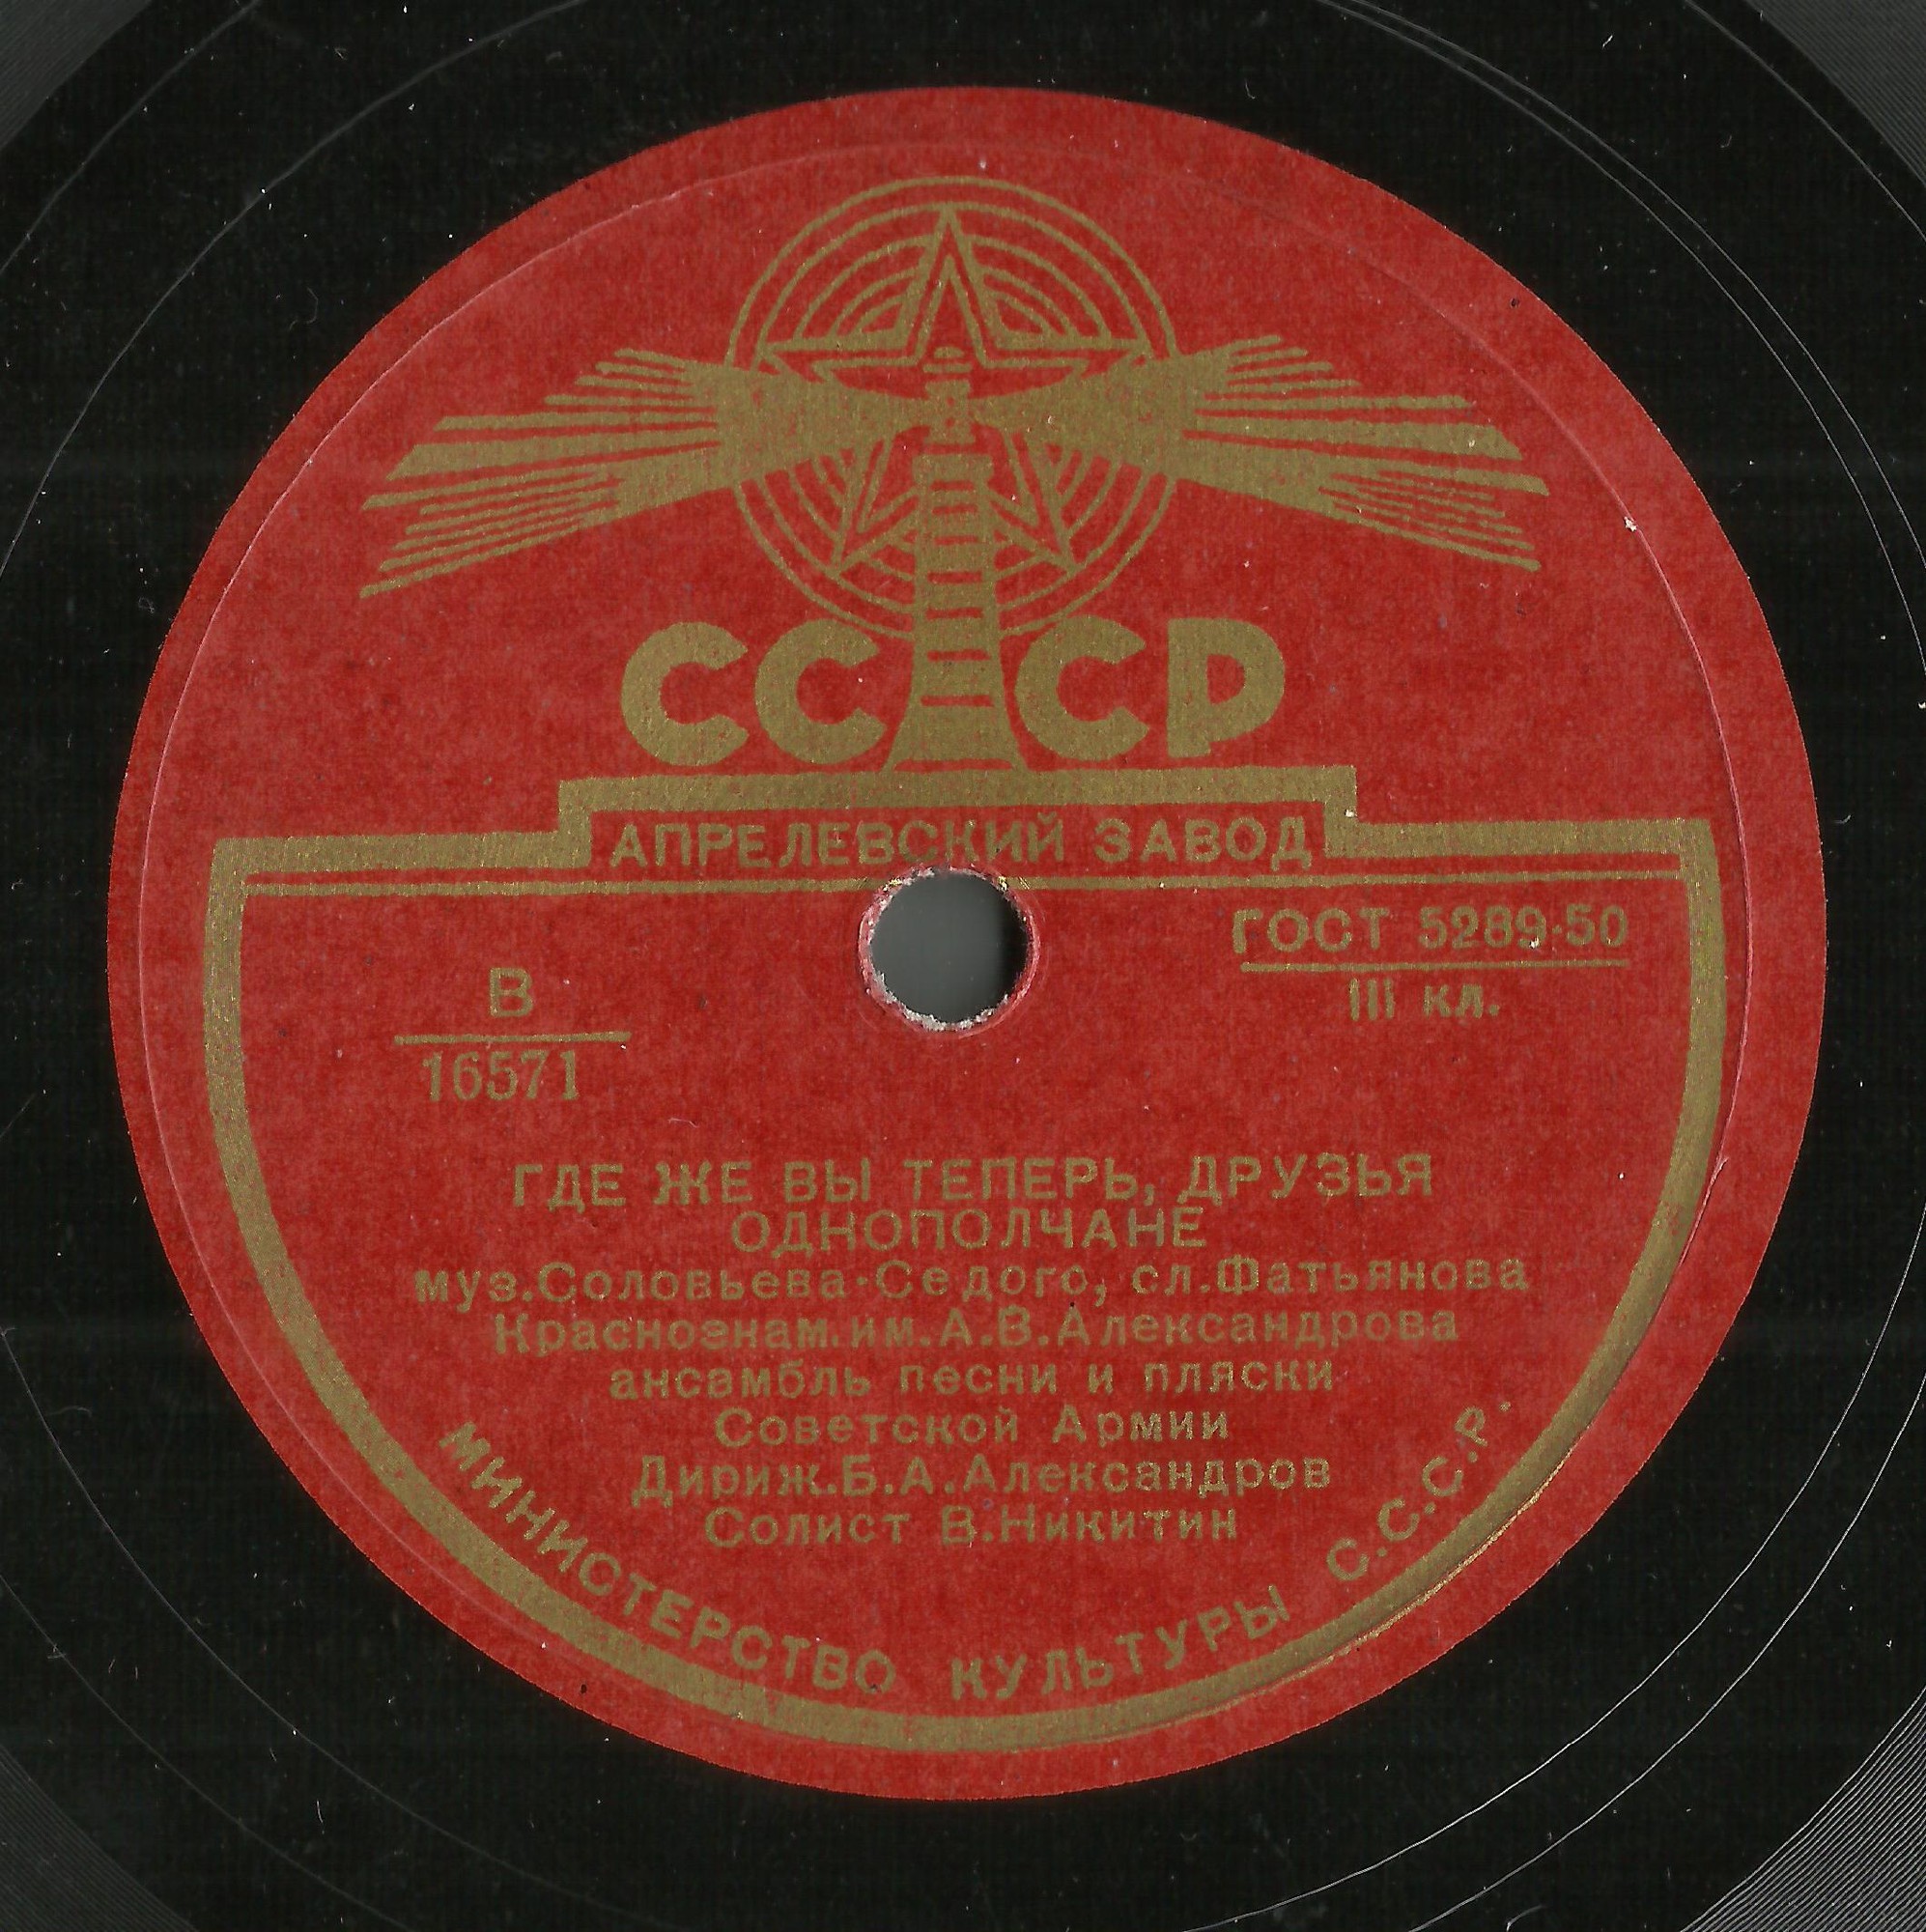 СССР
АПРЕЛЕВСКИЙ ЗАВОД
ГОСТ 5289-50
III кл.
В
16571
ГДЕ ЖЕ ВЫ ТЕПЕРЬ, ДРУЗЬЯ
ОДНОПОЛЧАНЕ
муз.Соловьева-Седого, сл.Фатьянова
Краснознам.им.А.В.Александрова
ансамбль песни и пляски
Советской Армии
Дириж.Б.А.Александров
Солист В.Никитин
МИНИСТЕРСТВО КУЛЬТУРЫ С.С.С.Р.